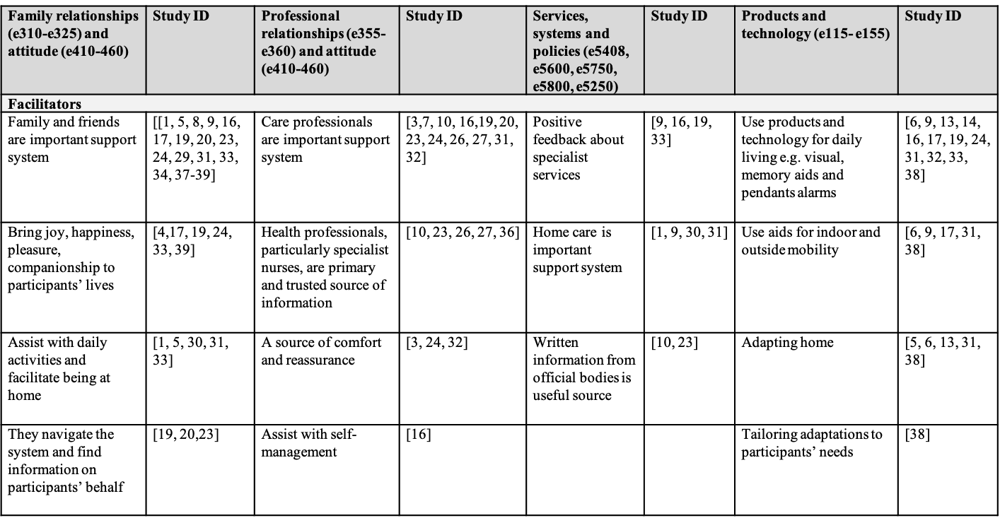 Family relationships
(e310-e325) and
attitude (e410-460)
Study ID
Professional
relationships (e355-
e360) and attitude
(e410-460)
Study ID
Services,
systems and
policies (e5408,
e5600, e5750,
e5800, e5250)
Study ID
Products and
technology (e115- e155)
Study ID
Facilitators
Family and friends
are important support
system
[[1, 5, 8, 9, 16,
17, 19, 20, 23,
24, 29, 31, 33,
34, 37-39]
Care professionals
are important support
system
[3,7, 10, 16,19, 20,
23, 24, 26, 27, 31,
32]
Positive
feedback about
specialist
services
[9, 16, 19,
33]
Use products and
technology for daily
living e.g. visual,
memory aids and
pendants alarms
[6, 9, 13, 14,
16, 17, 19, 24,
31, 32, 33,
38]
Bring joy, happiness,
pleasure,
companionship to
participants’ lives
[4,17, 19, 24,
33, 39]
Health professionals,
particularly specialist
nurses, are primary
and trusted source of
information
[10, 23, 26, 27, 36]
Home care is
important
support system
[1, 9, 30, 31]
Use aids for indoor and
outside mobility
[6, 9, 17, 31,
38]
Assist with daily
activities and
facilitate being at
home
[1, 5, 30, 31,
33]
A source of comfort
and reassurance
[3, 24, 32]
Written
information from
official bodies is
useful source
[10, 23]
Adapting home
[5, 6, 13, 31,
38]
They navigate the
system and find
information on
participants’ behalf
[19, 20,23]
Assist with self-
management
[16]
Tailoring adaptations to
participants’ needs
[38]